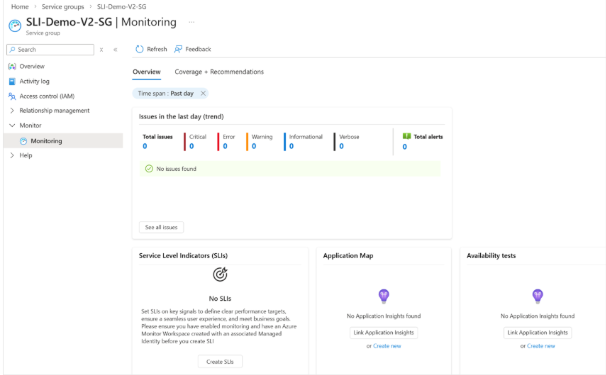 Home > Service groups > SLI-Demo-V2-SG
SLI-Demo-V2-SG | Monitoring ...
Service group
Search
Refresh Feedback
Overview
Activity log
Access control (IAM)
Relationship management
Monitor
Monitoring
Help
Overview Coverage + Recommendations
Time span : Past day
Issues in the last day (trend)
Total issues Critical Error Warning Informational Verbose Total alerts
0 0 0 0 0 0 0
No issues found
See all issues
Service Level Indicators (SLIs)
No SLIs
Set SLIs on key signals to define clear performance targets,
ensure a seamless user experience, and meet business goals.
Please ensure you have enabled monitoring and have an Azure
Monitor Workspace created with an associated Managed
Identity before you create SLI
Create SLIs
Application Map
No Application Insights found
Link Application Insights
or Create new
Availability tests
No Application Insights found
Link Application Insights
or Create new